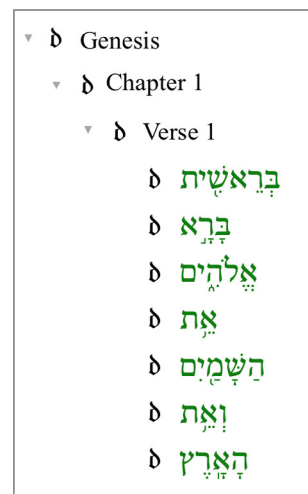 𝔡 Genesis
𝔡 Chapter 1
𝔡 Verse 1
𝔡 בְּרֵאשִׁ֖ית
𝔡 בָּרָ֣א
𝔡 אֱלֹהִ֑ים
𝔡 אֵ֥ת
𝔡 הַשָּׁמַ֖יִם
𝔡 וְאֵ֥ת
𝔡 הָאָֽרֶץ